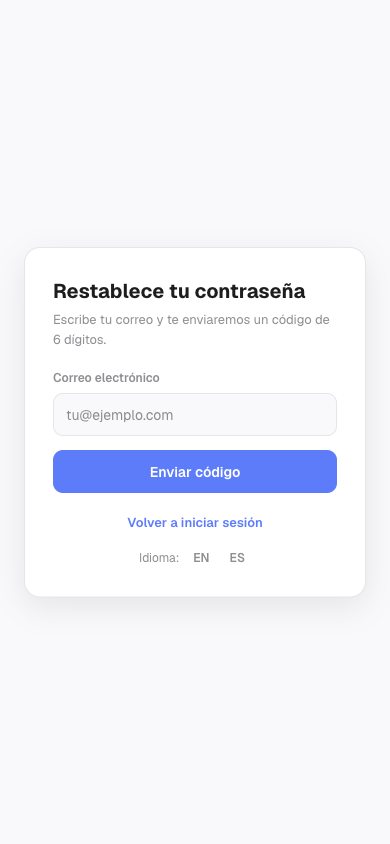 Restablece tu contraseña
Escribe tu correo y te enviaremos un código de
6 dígitos.
Correo electrónico
tu@ejemplo.com
Enviar código
Volver a iniciar sesión
Idioma: EN ES